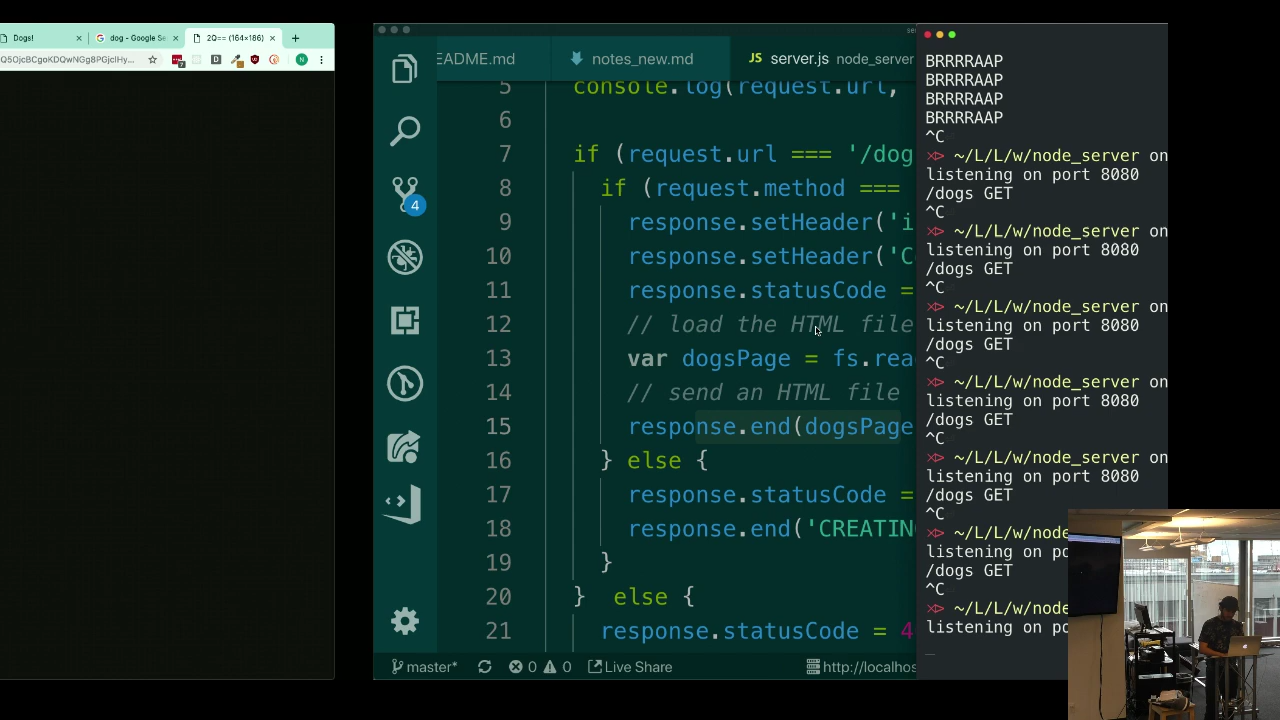 Dogs!
dog - Google Se
2Q== (164×186)
Q5OjcBCgoKDQwNGg8PGjclHy...
N
EADME.md
notes_new.md
JS server.js node_server
4
5 console.log(request.url,
6
7 if (request.url === '/dog
8 if (request.method ===
9 response.setHeader('i
10 response.setHeader('C
11 response.statusCode =
12 // load the HTML file
13 var dogsPage = fs.rea
14 // send an HTML file
15 response.end(dogsPage
16 } else {
17 response.statusCode =
18 response.end('CREATIN
19 }
20 } else {
21 response.statusCode = 4
master*
0
0
Live Share
http://localhos
BRRRRAAP
BRRRRAAP
BRRRRAAP
BRRRRAAP
^C
~/L/L/w/node_server on
listening on port 8080
/dogs GET
^C
~/L/L/w/node_server on
listening on port 8080
/dogs GET
^C
~/L/L/w/node_server on
listening on port 8080
/dogs GET
^C
~/L/L/w/node_server on
listening on port 8080
/dogs GET
^C
~/L/L/w/node_server on
listening on port 8080
/dogs GET
^C
~/L/L/w/node
listening on po
/dogs GET
^C
~/L/L/w/node
listening on po